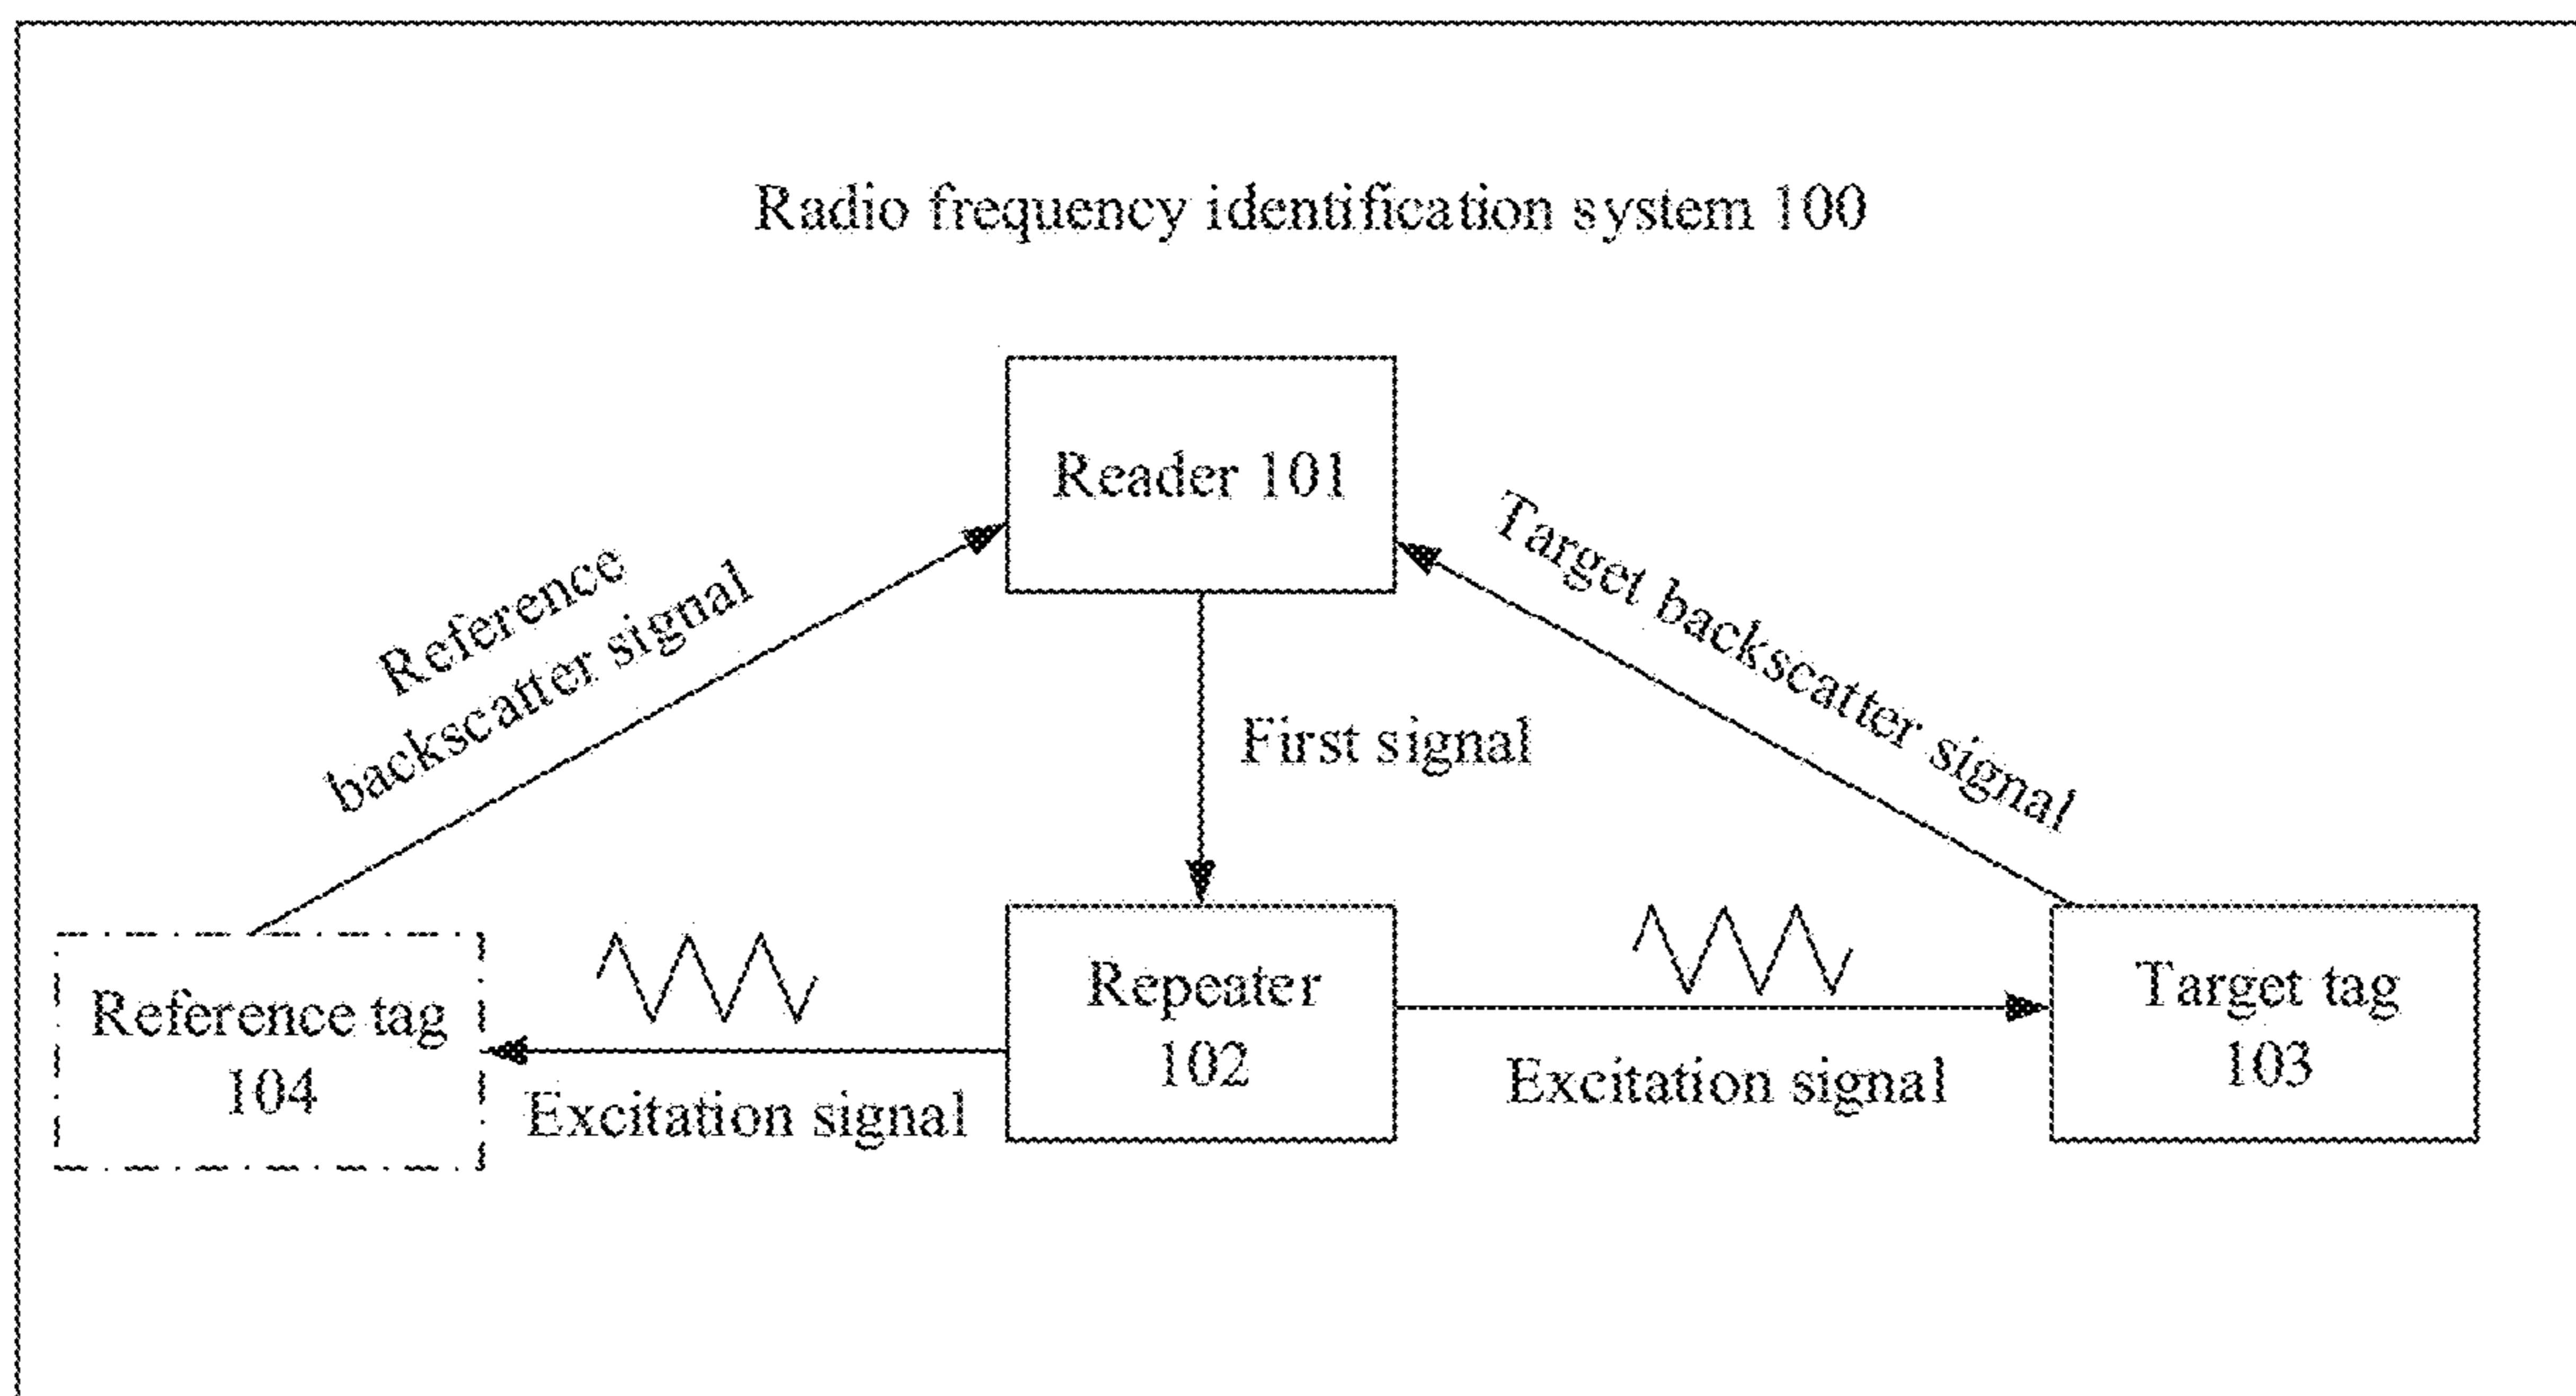 Radio frequency identification system 100
Reader 101
Reference
backscatter signal
Target backscatter signal
First signal
Reference tag
104
Excitation signal
Repeater
102
Excitation signal
Target tag
103